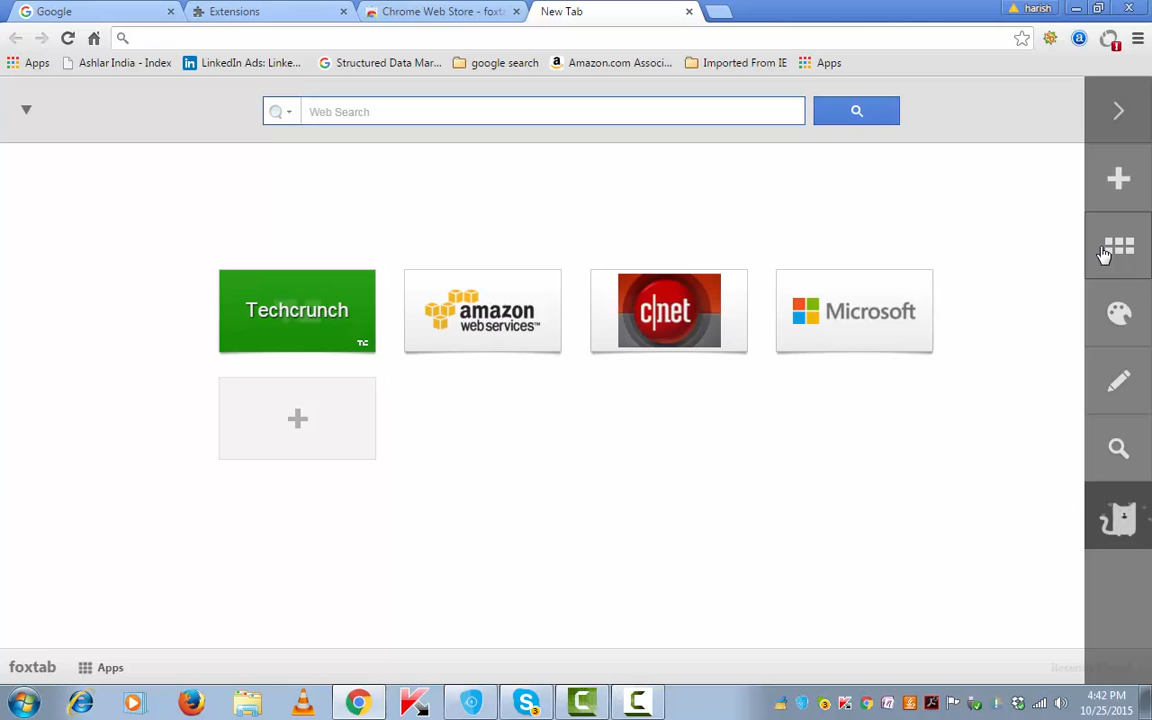 Google
Extensions
Chrome Web Store - foxt
New Tab
harish
Apps
Ashlar India - Index
LinkedIn Ads: Linke...
Structured Data Mar...
google search
Amazon.com Assoc...
Imported From IE
Apps
Web Search
Techcrunch
TC
amazon
web services™
c|net
Microsoft
foxtab
Apps
4:42 PM
10/25/2015